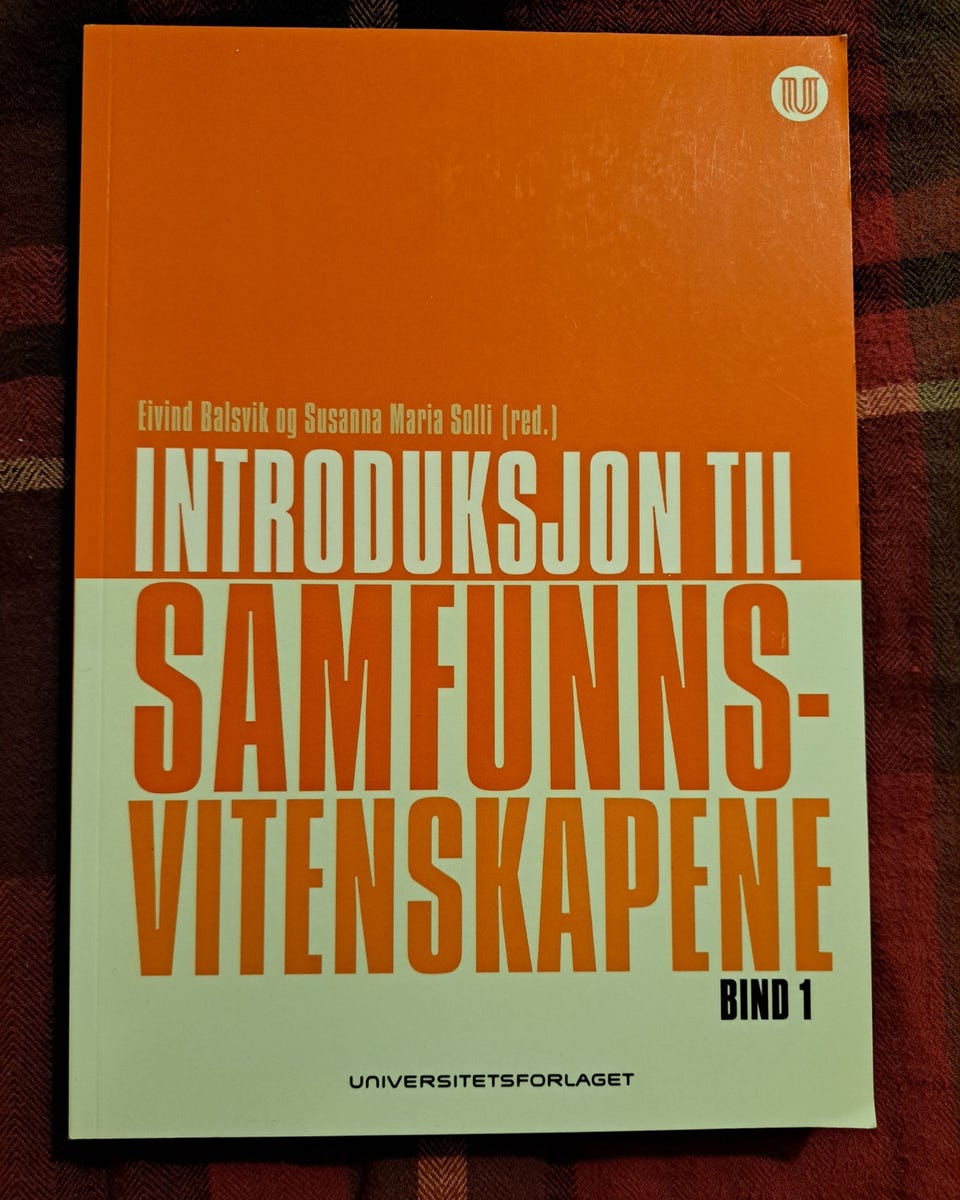 U
Eivind Balsvik og Susanna Maria Solli (red.)
INTRODUKSJON TIL
SAMFUNNS-
VITENSKAPENE
BIND 1
UNIVERSITETSFORLAGET